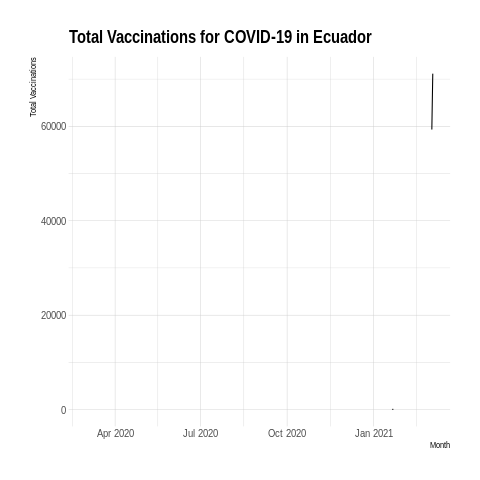 Total Vaccinations for COVID-19 in Ecuador
Total Vaccinations
60000
40000
20000
0
Apr 2020
Jul 2020
Oct 2020
Jan 2021
Month